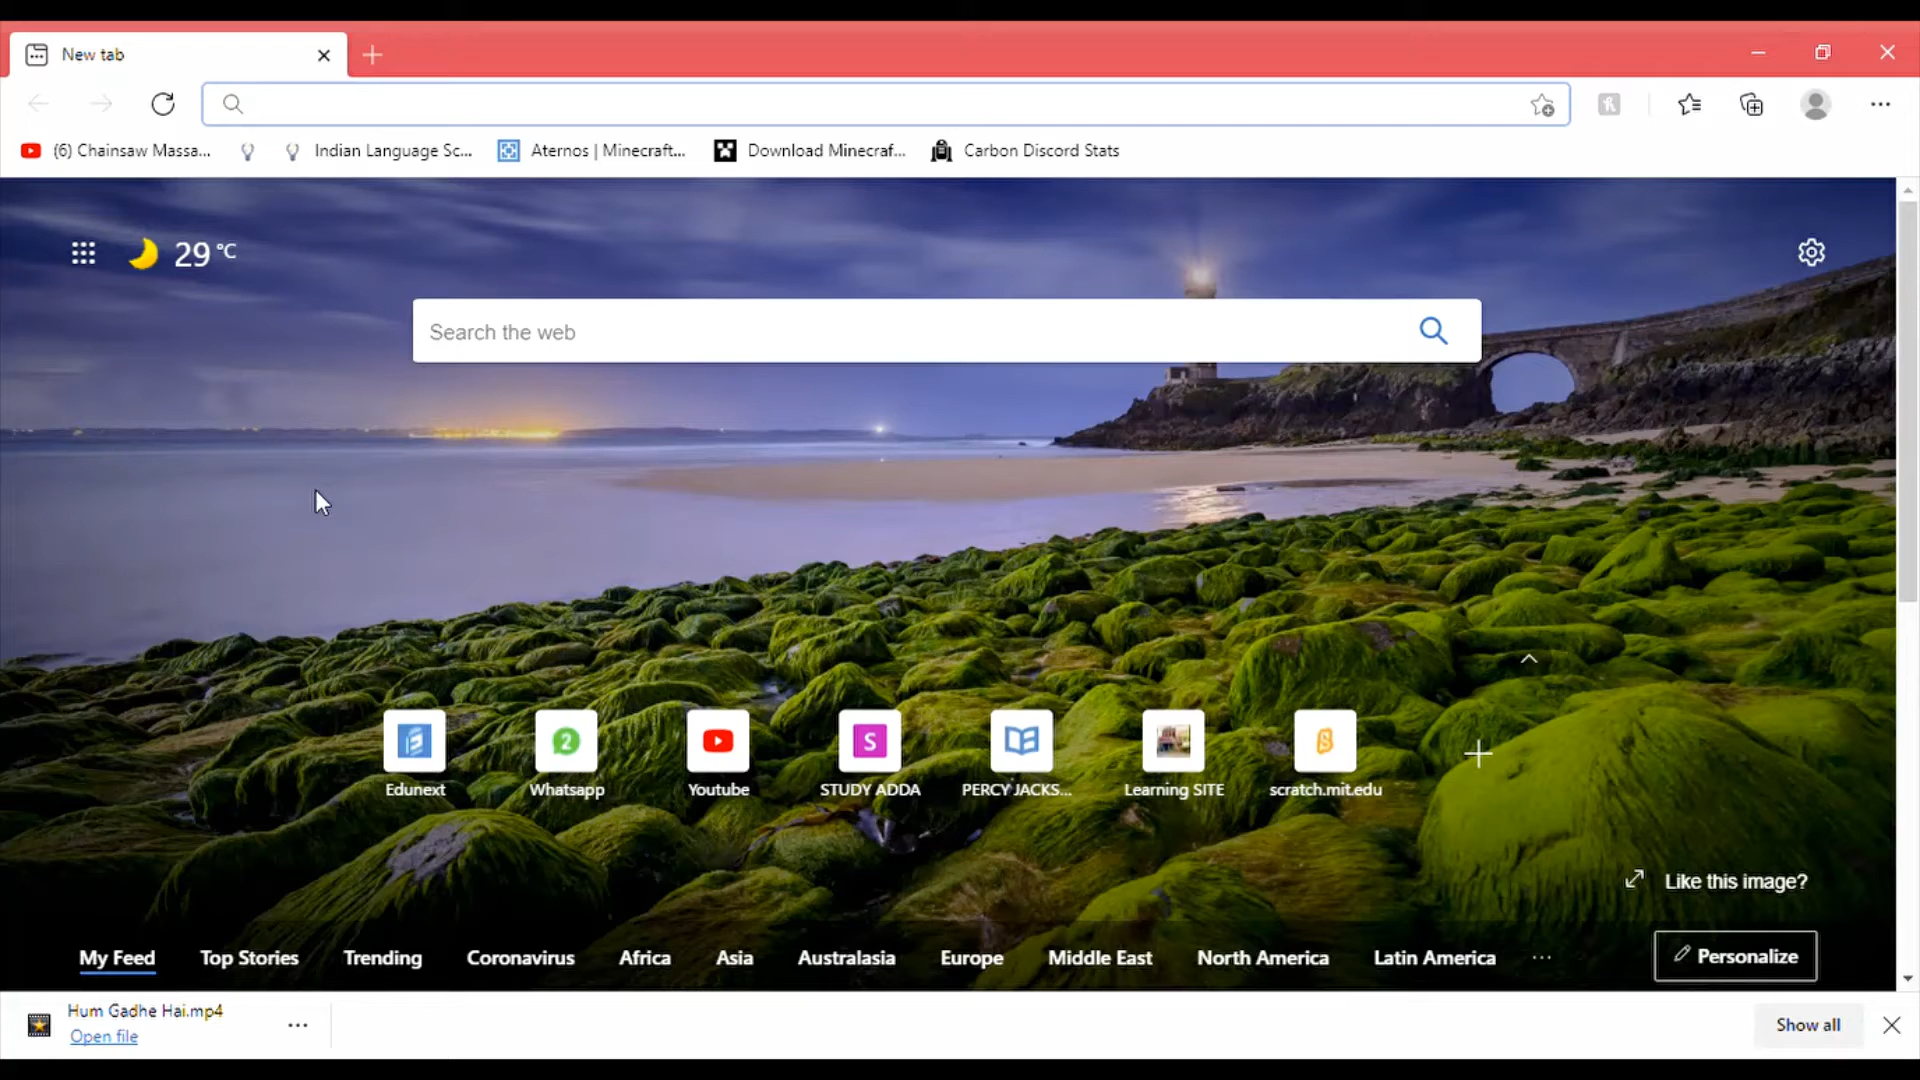 New tab
(6) Chainsaw Massa...
Indian Language Sc...
Aternos | Minecraft...
Download Minecraf...
Carbon Discord Stats
29 °C
Search the web
2
S
Edunext
Whatsapp
Youtube
STUDY ADDA
PERCY JACKS...
Learning SITE
scratch.mit.edu
Like this image?
My Feed
Top Stories
Trending
Coronavirus
Africa
Asia
Australasia
Europe
Middle East
North America
Latin America
Personalize
Hum Gadhe Hai.mp4
Open file
Show all